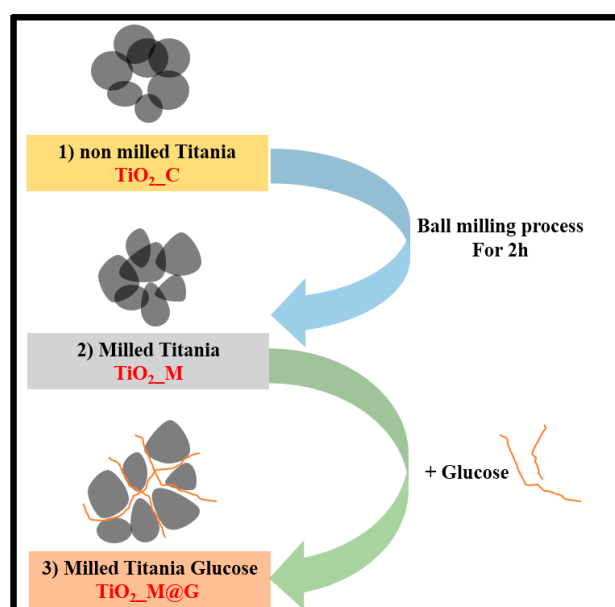 1) non milled Titania
TiO₂_C
Ball milling process
For 2h
2) Milled Titania
TiO₂_M
+ Glucose
3) Milled Titania Glucose
TiO₂_M@G